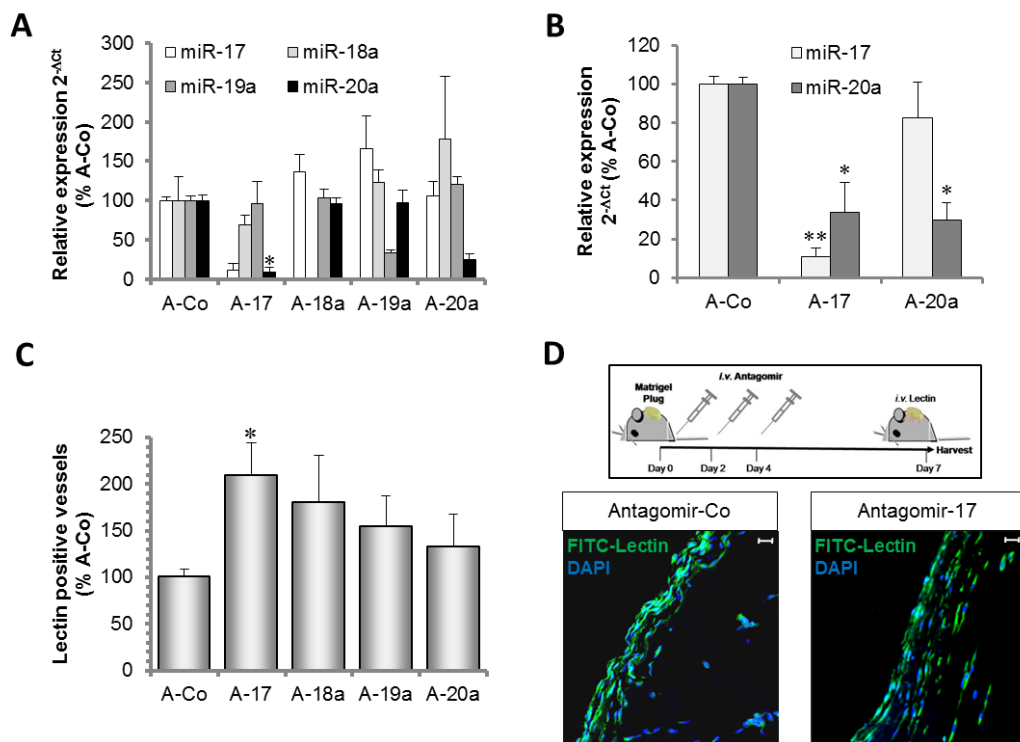 A
Relative expression 2-ΔCt
(% A-Co)
miR-17
miR-18a
miR-19a
miR-20a
300
250
200
150
100
50
0
*
A-Co
A-17
A-18a
A-19a
A-20a
B
Relative expression
2-ΔCt (% A-Co)
miR-17
miR-20a
120
100
80
60
40
20
0
**
*
*
A-Co
A-17
A-20a
C
Lectin positive vessels
(% A-Co)
250
200
150
100
50
0
*
A-Co
A-17
A-18a
A-19a
A-20a
D
i.v. Antagomir
Matrigel
Plug
i.v. Lectin
Harvest
Day 0
Day 2
Day 4
Day 7
Antagomir-Co
FITC-Lectin
DAPI
Antagomir-17
FITC-Lectin
DAPI